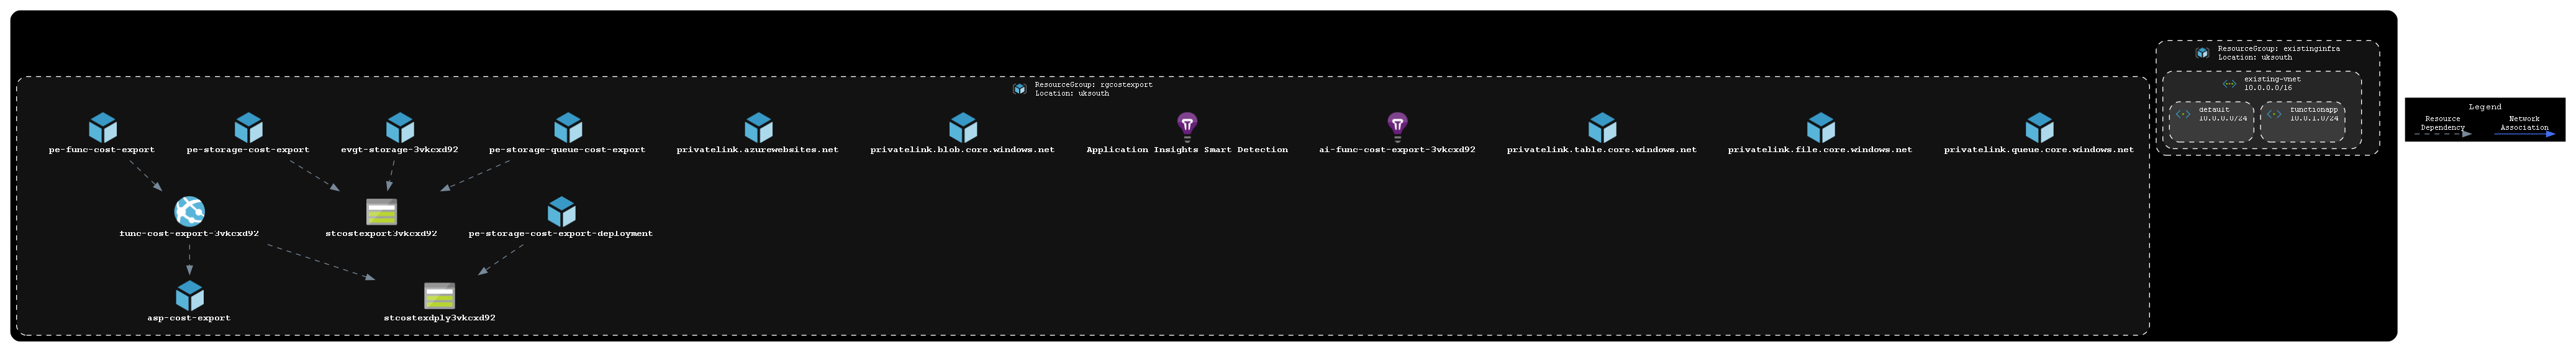 ResourceGroup: existinginfra
Location: uksouth
existing-vnet
10.0.0.0/16
default
10.0.0.0/24
functionapp
10.0.1.0/24
ResourceGroup: rgcostexport
Location: uksouth
pe-func-cost-export
pe-storage-cost-export
evgt-storage-3vkcxd92
pe-storage-queue-cost-export
privatelink.azurewebsites.net
privatelink.blob.core.windows.net
Application Insights Smart Detection
ai-func-cost-export-3vkcxd92
privatelink.table.core.windows.net
privatelink.file.core.windows.net
privatelink.queue.core.windows.net
func-cost-export-3vkcxd92
stcostexport3vkcxd92
pe-storage-cost-export-deployment
asp-cost-export
stcostexdply3vkcxd92
Legend
Resource
Dependency
Network
Association